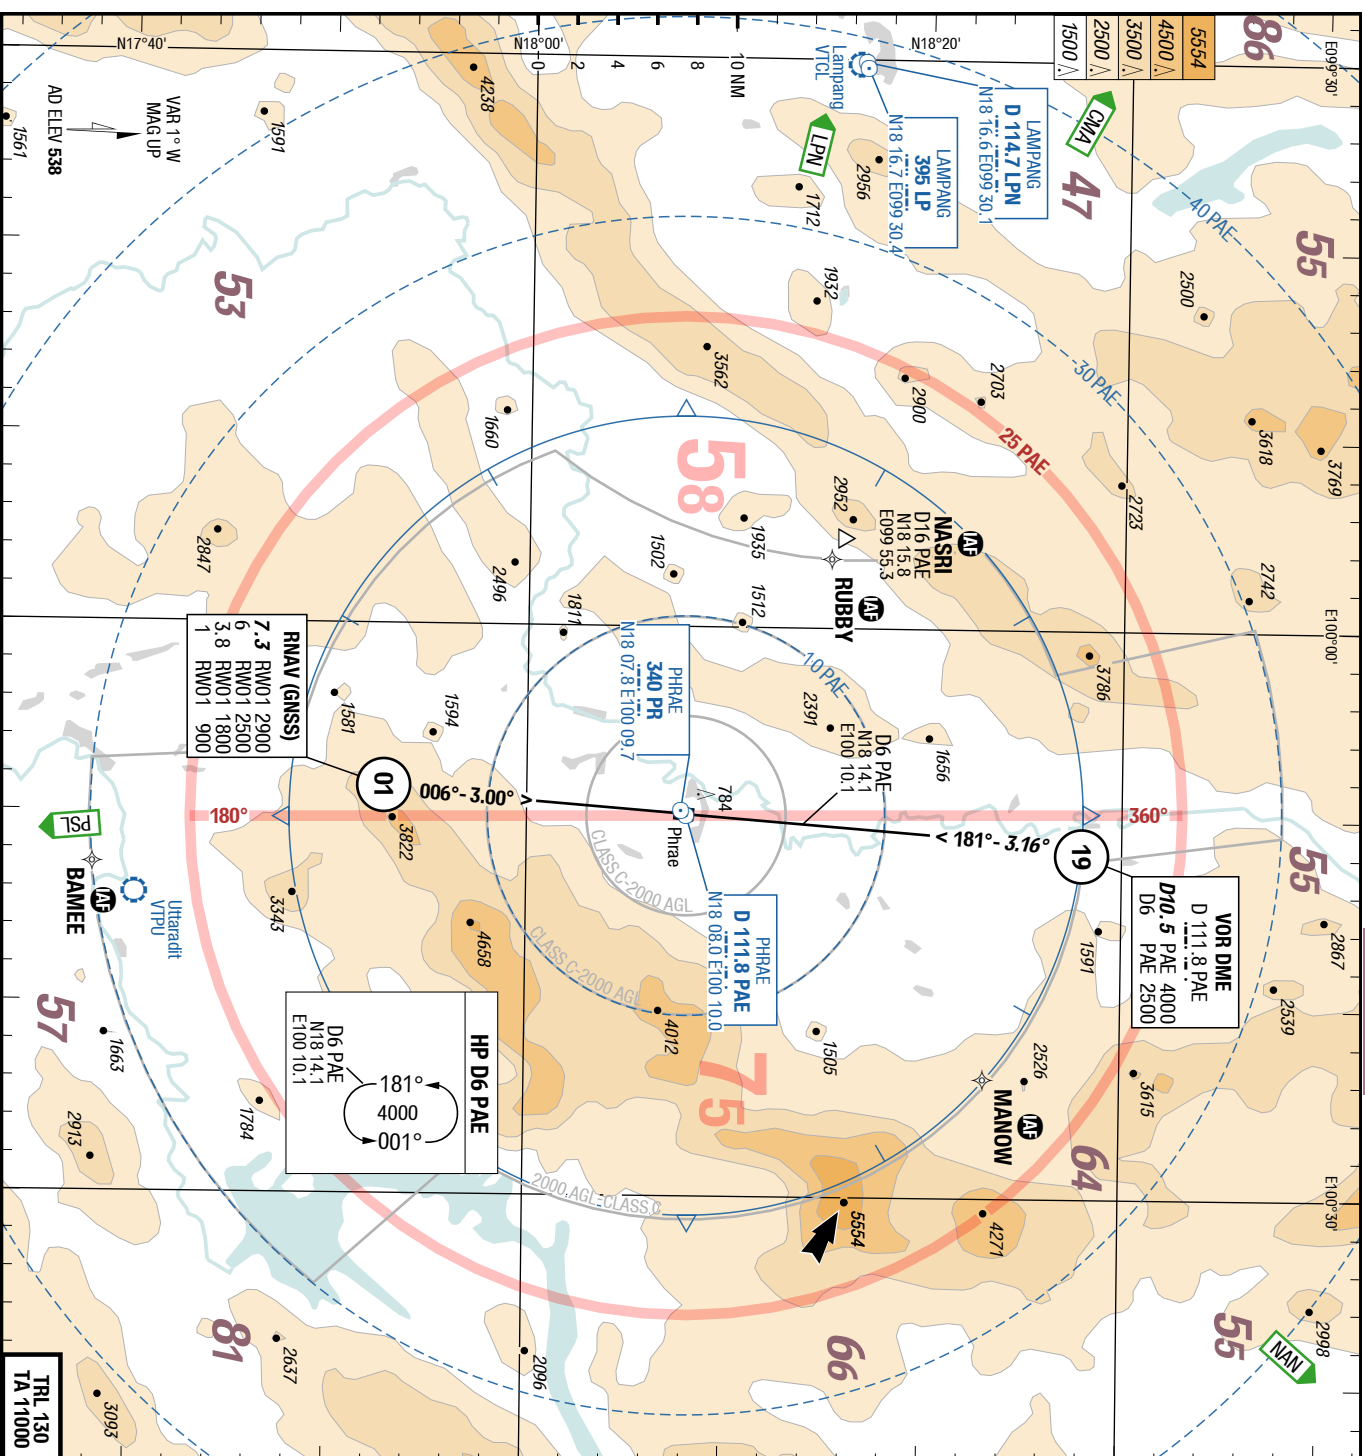 E099°30'
86
5554
4500
3500
2500
1500
N17°40'
N18°00'
N18°20'
0 2 4 6 8 10 NM
Lampang
VTCL
LAMPANG
D 114.7 LPN
N18 16.6 E099 30.1
LAMPANG
395 LP
N18 16.7 E099 30.4
CMA
LPN
47
40 PAE
55
VAR 1° W
MAG UP
AD ELEV 538
1561
1591
4238
2956
1712
1932
2500
53
30 PAE
3562
2900
2703
3618
3769
25 PAE
2723
1660
58
2952
NASRI
D16 PAE
N18 15.8
E099 55.3
IAF
1935
2847
2496
1502
1811
1512
RUBBY
IAF
2742
E100°00'
3786
RNAV (GNSS)
7.3 RW01 2900
6 RW01 2500
3.8 RW01 1800
1 RW01 900
PHRAE
340 PR
N18 07.8 E100 09.7
10 PAE
2391
1656
D6 PAE
N18 14.1
E100 10.1
1581
1594
01
006°- 3.00° >
784
Phrae
< 181°- 3.16°
19
180°
360°
3822
PSL
BAMEE
IAF
Uttaradit
VTPU
3343
4658
CLASS C-2000 AGL
CLASS C-2000 AGL
PHRAE
D 111.8 PAE
N18 08.0 E100 10.0
VOR DME
D 111.8 PAE
D10.5 PAE 4000
D6 PAE 2500
1591
55
2867
2539
57
1663
4012
1505
2526
3615
MANOW
IAF
HP D6 PAE
D6 PAE
N18 14.1
E100 10.1
181°
4000
001°
75
1784
2913
64
2000 AGL-CLASS C
5554
4271
E100°30'
81
2637
2096
66
55
NAN
2998
3093
TRL 130
TA 11000